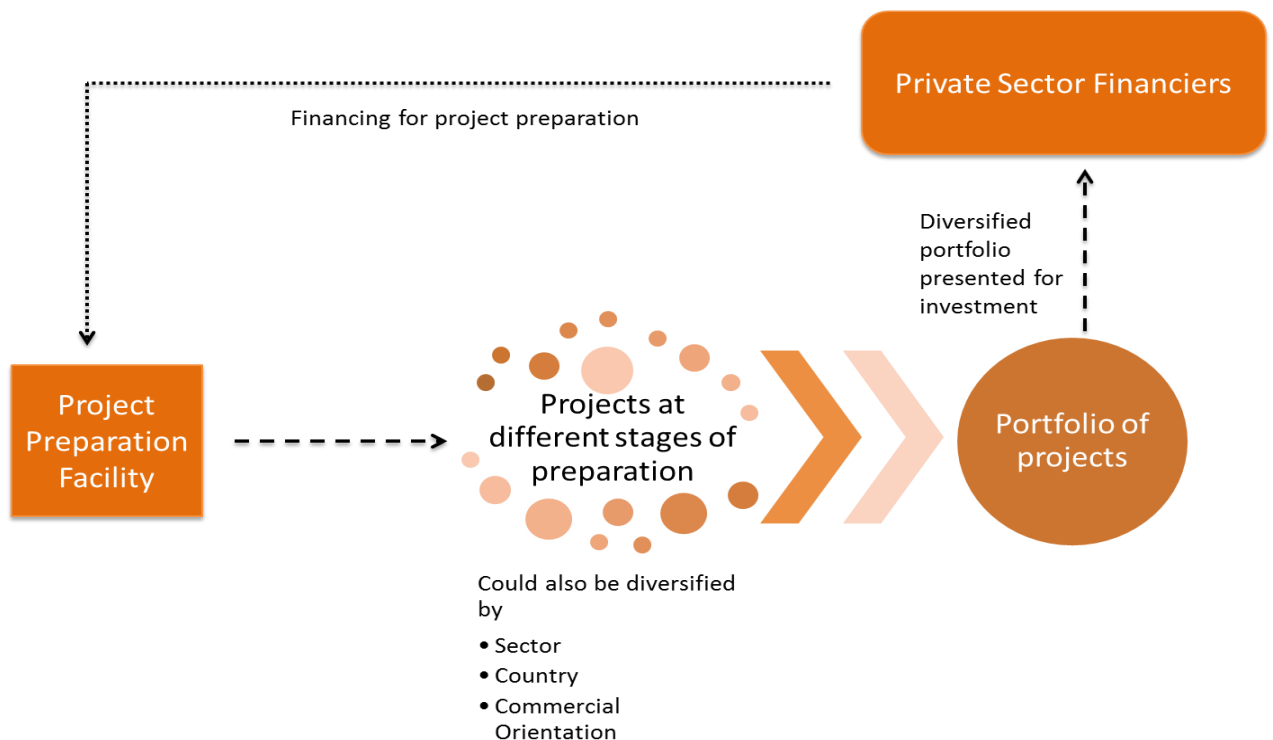 Private Sector Financiers
Financing for project preparation
Diversified
portfolio
presented for
investment
Project
Preparation
Facility
Projects at
different stages of
preparation
Portfolio of
projects
Could also be diversified
by
• Sector
• Country
• Commercial
Orientation